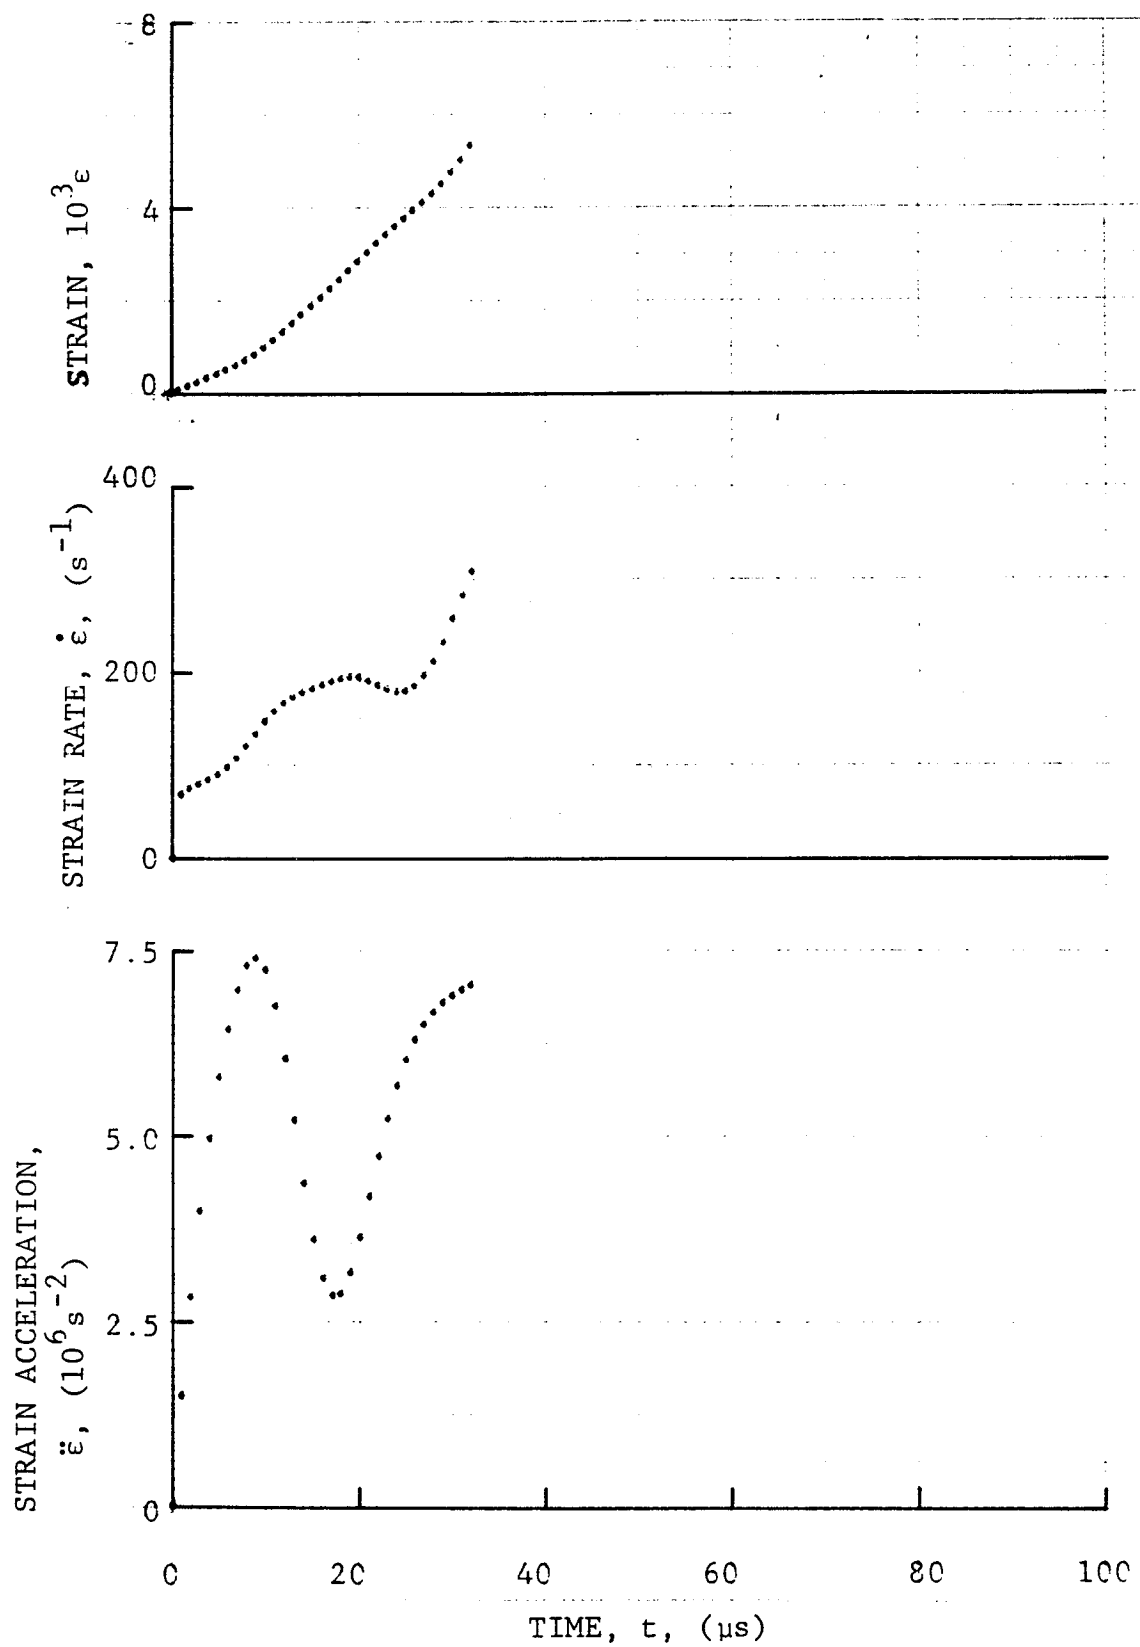 8
4
0
STRAIN, 10³ε
400
200
0
STRAIN RATE, ε̇, (s⁻¹)
7.5
5.0
2.5
0
STRAIN ACCELERATION,
ε̈, (10⁶s⁻²)
0 20 40 60 80 100
TIME, t, (µs)